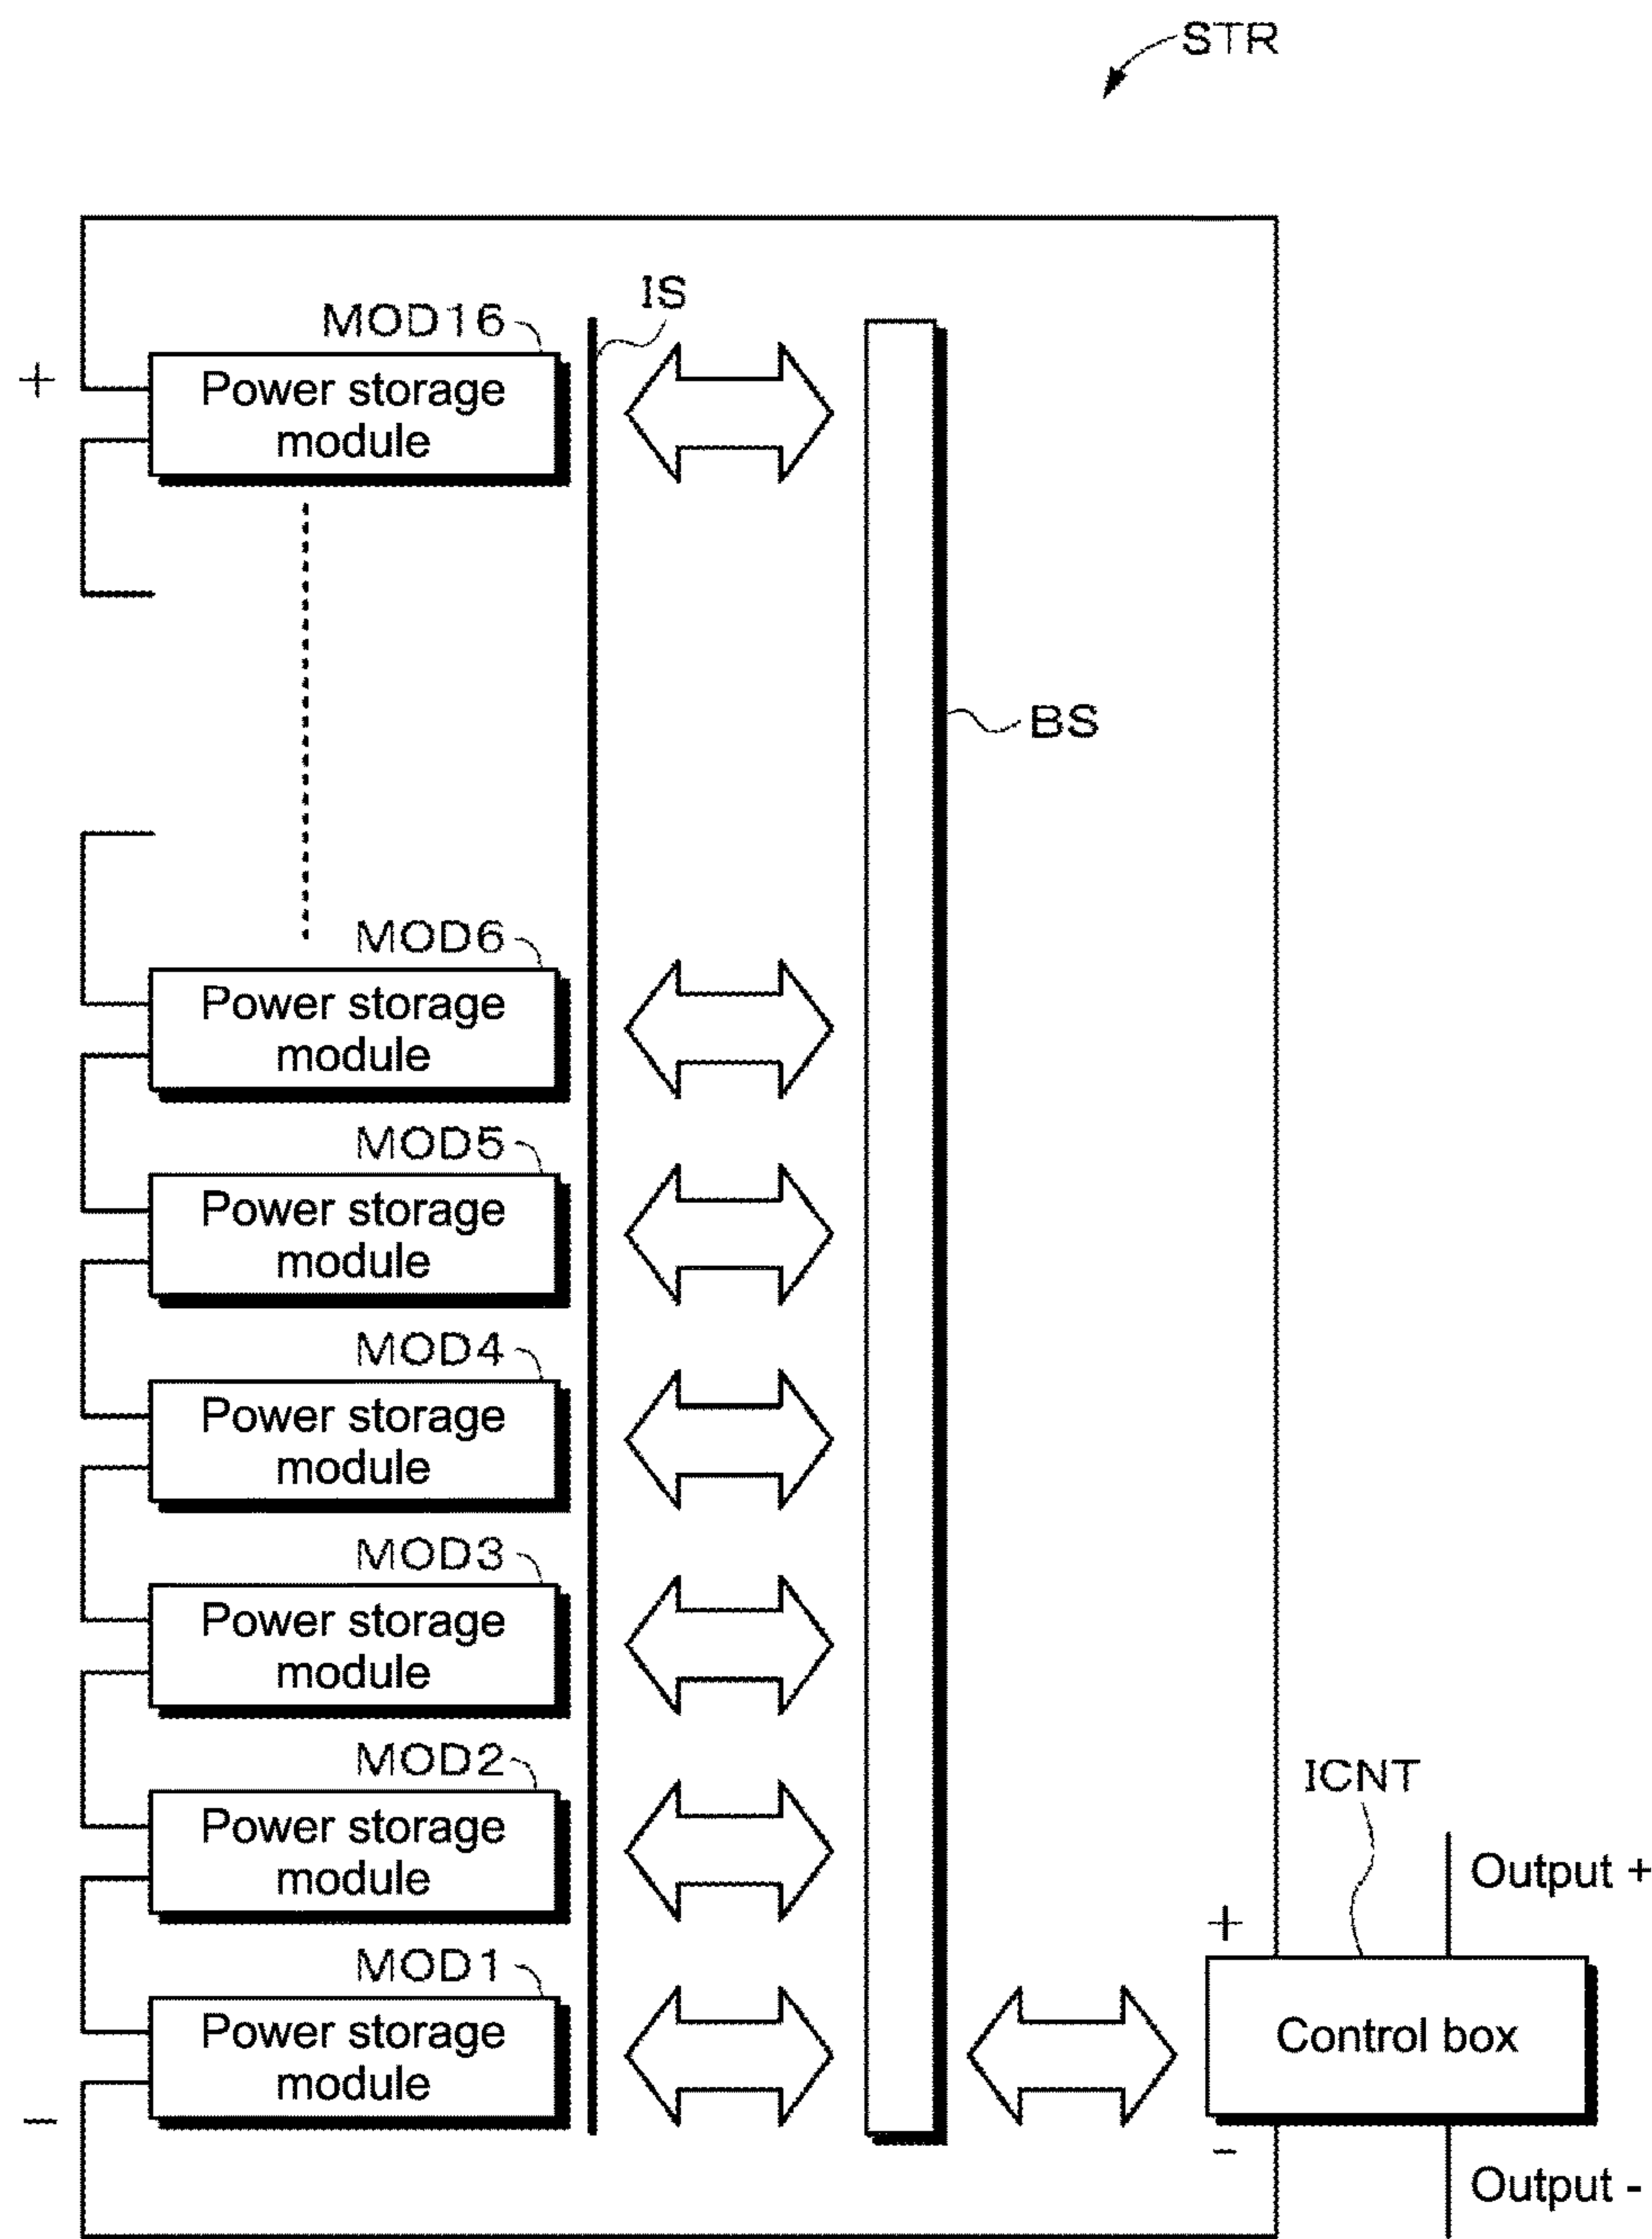 STR
IS
MOD16
+
Power storage
module
BS
MOD6
Power storage
module
MOD5
Power storage
module
MOD4
Power storage
module
MOD3
Power storage
module
MOD2
Power storage
module
ICNT
Output +
+
MOD1
Power storage
module
Control box
−
−
Output -